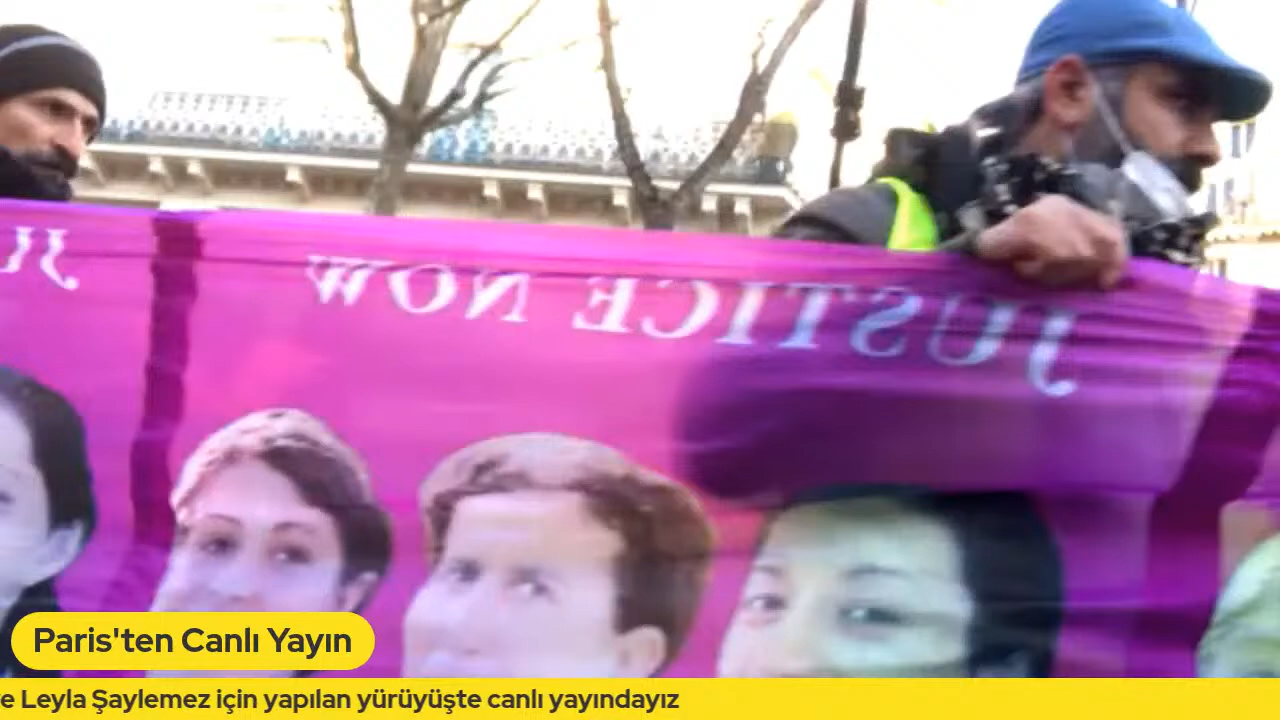 JUSTICE NOW
Paris'ten Canlı Yayın
e Leyla Şaylemez için yapılan yürüyüşte canlı yayındayız